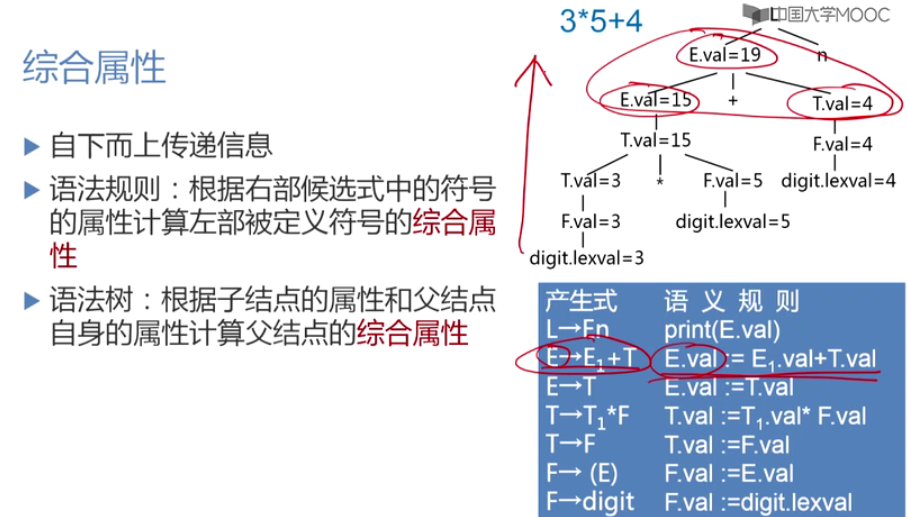 3*5+4
中国大学MOOC
L
综合属性
E.val=19
n
E.val=15
+
T.val=4
自下而上传递信息
T.val=15
F.val=4
语法规则：根据右部候选式中的符号
的属性计算左部被定义符号的综合属
性
T.val=3
*
F.val=5
digit.lexval=4
F.val=3
digit.lexval=5
digit.lexval=3
语法树：根据子结点的属性和父结点
自身的属性计算父结点的综合属性
产生式 语 义 规 则
L→En print(E.val)
E→E₁+T E.val := E₁.val+T.val
E→T E.val :=T.val
T→T₁*F T.val :=T₁.val* F.val
T→F T.val :=F.val
F→ (E) F.val :=E.val
F→digit F.val :=digit.lexval